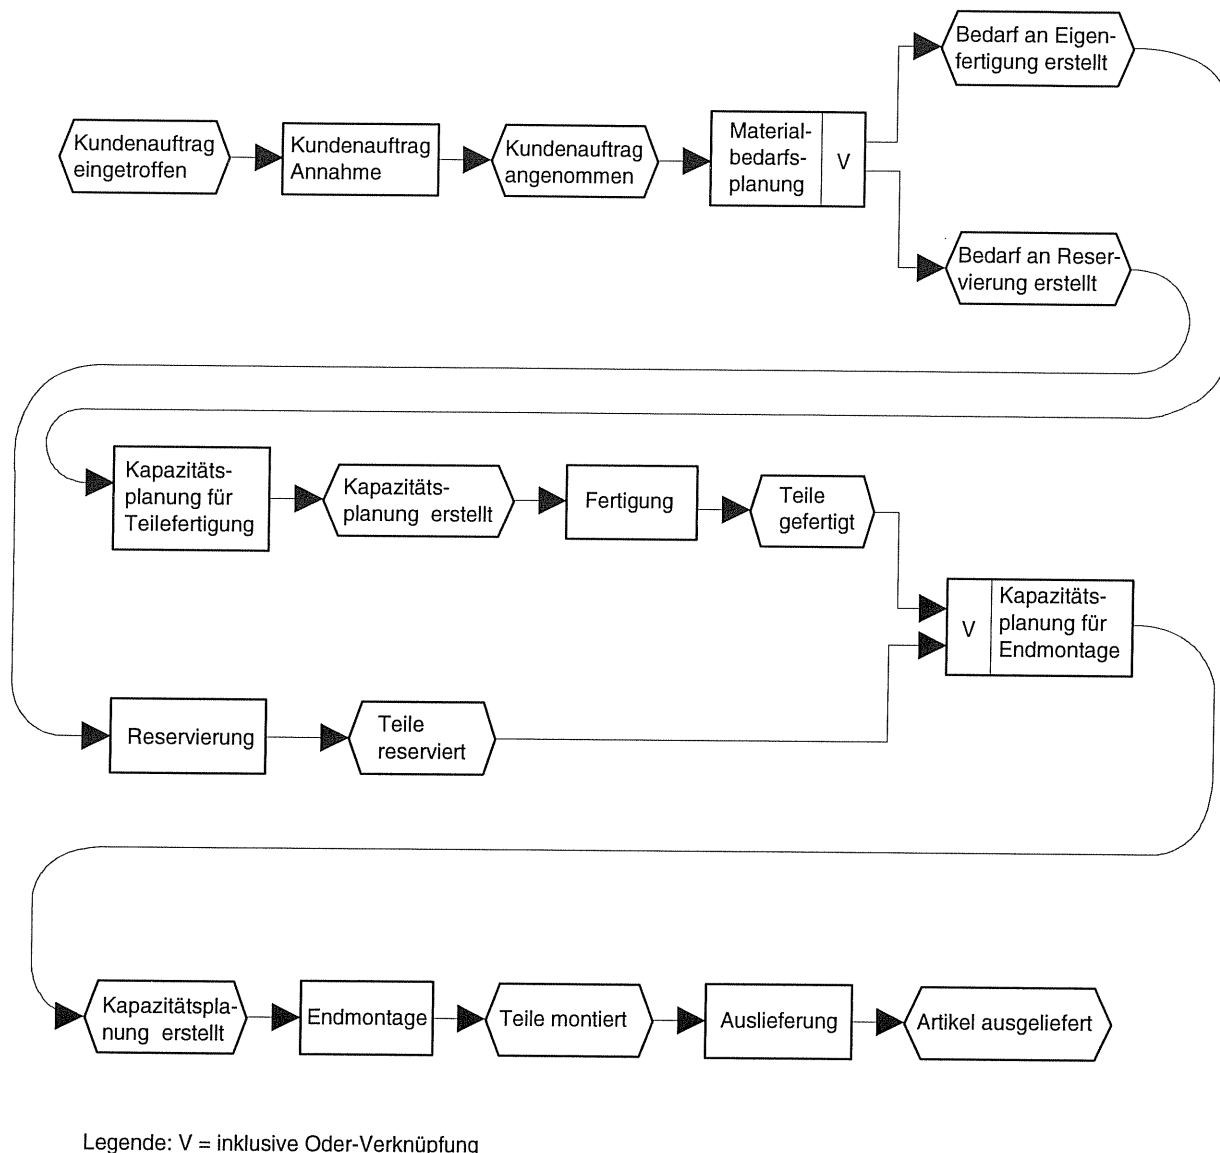 Bedarf an Eigen-
fertigung erstellt
Kundenauftrag
eingetroffen
Kundenauftrag
Annahme
Kundenauftrag
angenommen
Material-
bedarfs-
planung
V
Bedarf an Reser-
vierung erstellt
Kapazitäts-
planung für
Teilefertigung
Kapazitäts-
planung erstellt
Fertigung
Teile
gefertigt
V
Kapazitäts-
planung für
Endmontage
Reservierung
Teile
reserviert
Kapazitätspla-
nung erstellt
Endmontage
Teile montiert
Auslieferung
Artikel ausgeliefert
Legende: V = inklusive Oder-Verknüpfung